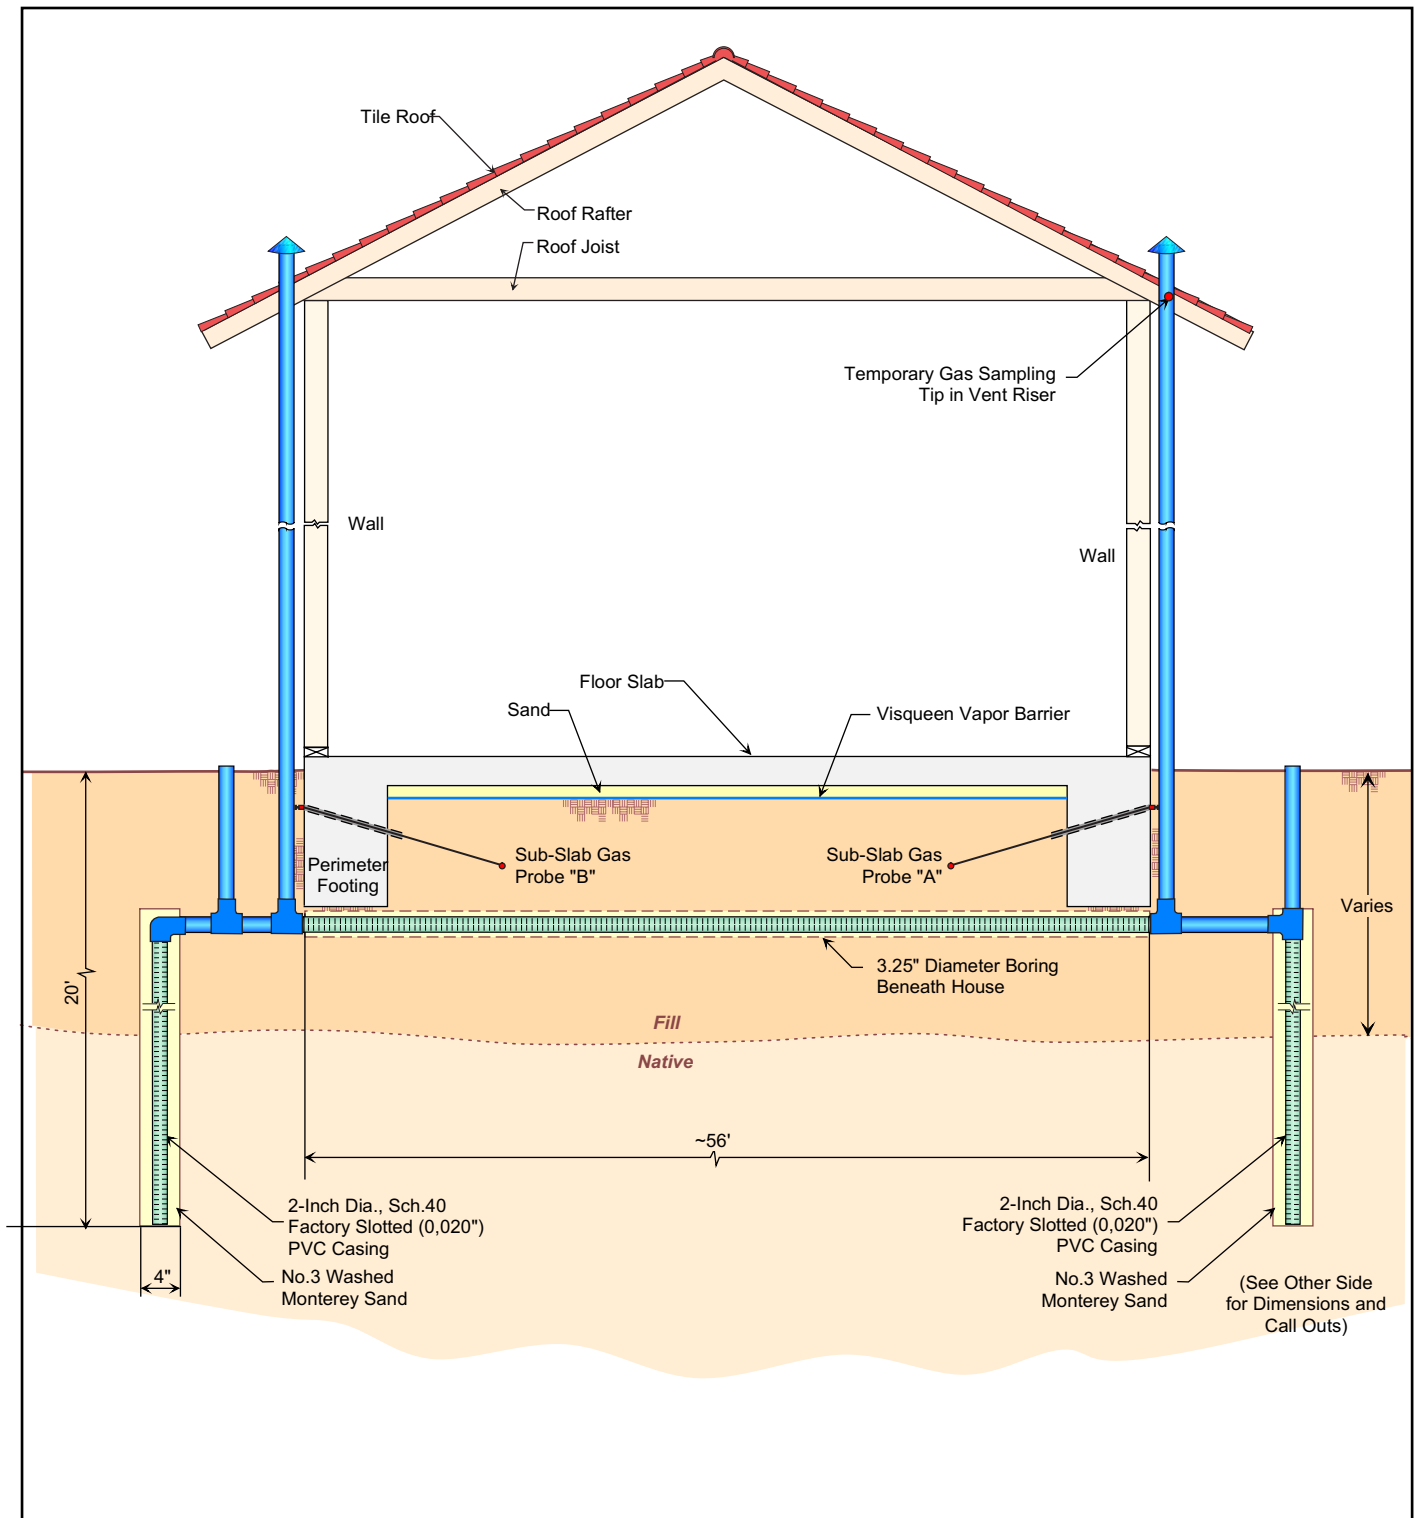 Tile Roof
Roof Rafter
Roof Joist
Temporary Gas Sampling
Tip in Vent Riser
Wall
Wall
Floor Slab
Sand
Visqueen Vapor Barrier
Sub-Slab Gas
Probe "B"
Sub-Slab Gas
Probe "A"
Perimeter
Footing
Varies
3.25" Diameter Boring
Beneath House
20'
Fill
Native
~56'
2-Inch Dia., Sch.40
Factory Slotted (0,020")
PVC Casing
2-Inch Dia., Sch.40
Factory Slotted (0,020")
PVC Casing
4"
No.3 Washed
Monterey Sand
No.3 Washed
Monterey Sand
(See Other Side
for Dimensions and
Call Outs)